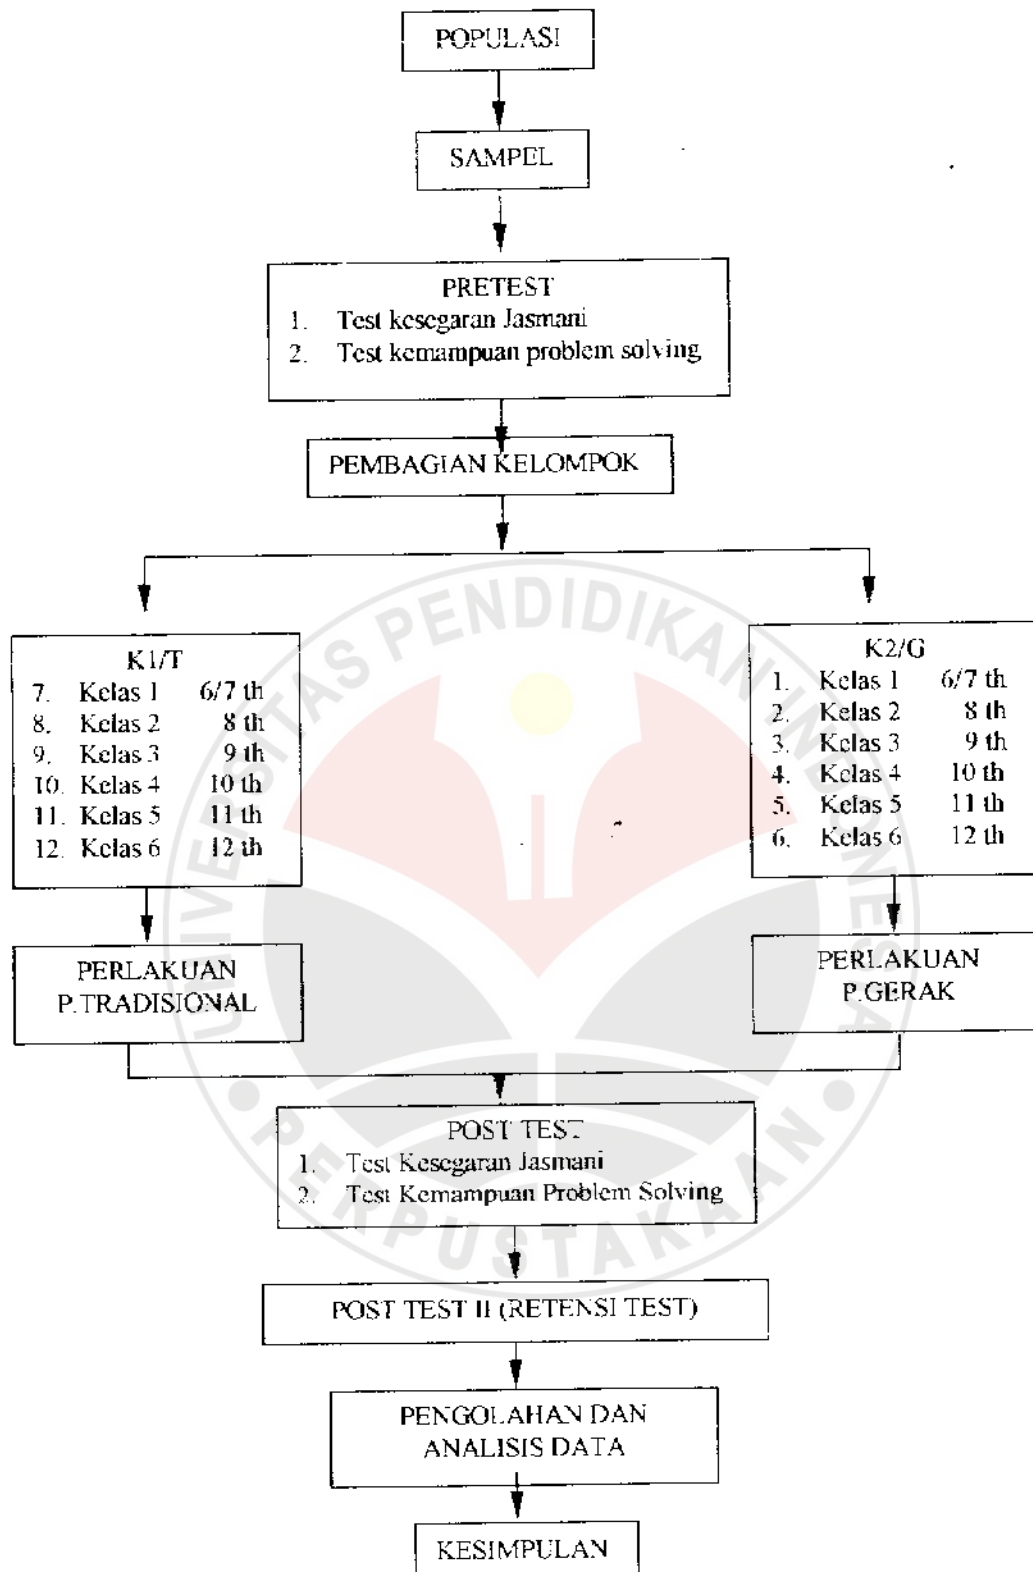 POPULASI
SAMPEL
PRETEST
1. Test kesegaran Jasmani
2. Test kemampuan problem solving
PEMBAGIAN KELOMPOK
K1/T
7. Kelas 1 6/7 th
8. Kelas 2 8 th
9. Kelas 3 9 th
10. Kelas 4 10 th
11. Kelas 5 11 th
12. Kelas 6 12 th
K2/G
1. Kelas 1 6/7 th
2. Kelas 2 8 th
3. Kelas 3 9 th
4. Kelas 4 10 th
5. Kelas 5 11 th
6. Kelas 6 12 th
PERLAKUAN
P.TRADISIONAL
PERLAKUAN
P.GERAK
POST TEST
1. Test Kesegaran Jasmani
2. Test Kemampuan Problem Solving
POST TEST II (RETENSI TEST)
PENGOLAHAN DAN
ANALISIS DATA
KESIMPULAN
UNIVERSITAS PENDIDIKAN INDONESIA
PERPUSTAKAAN